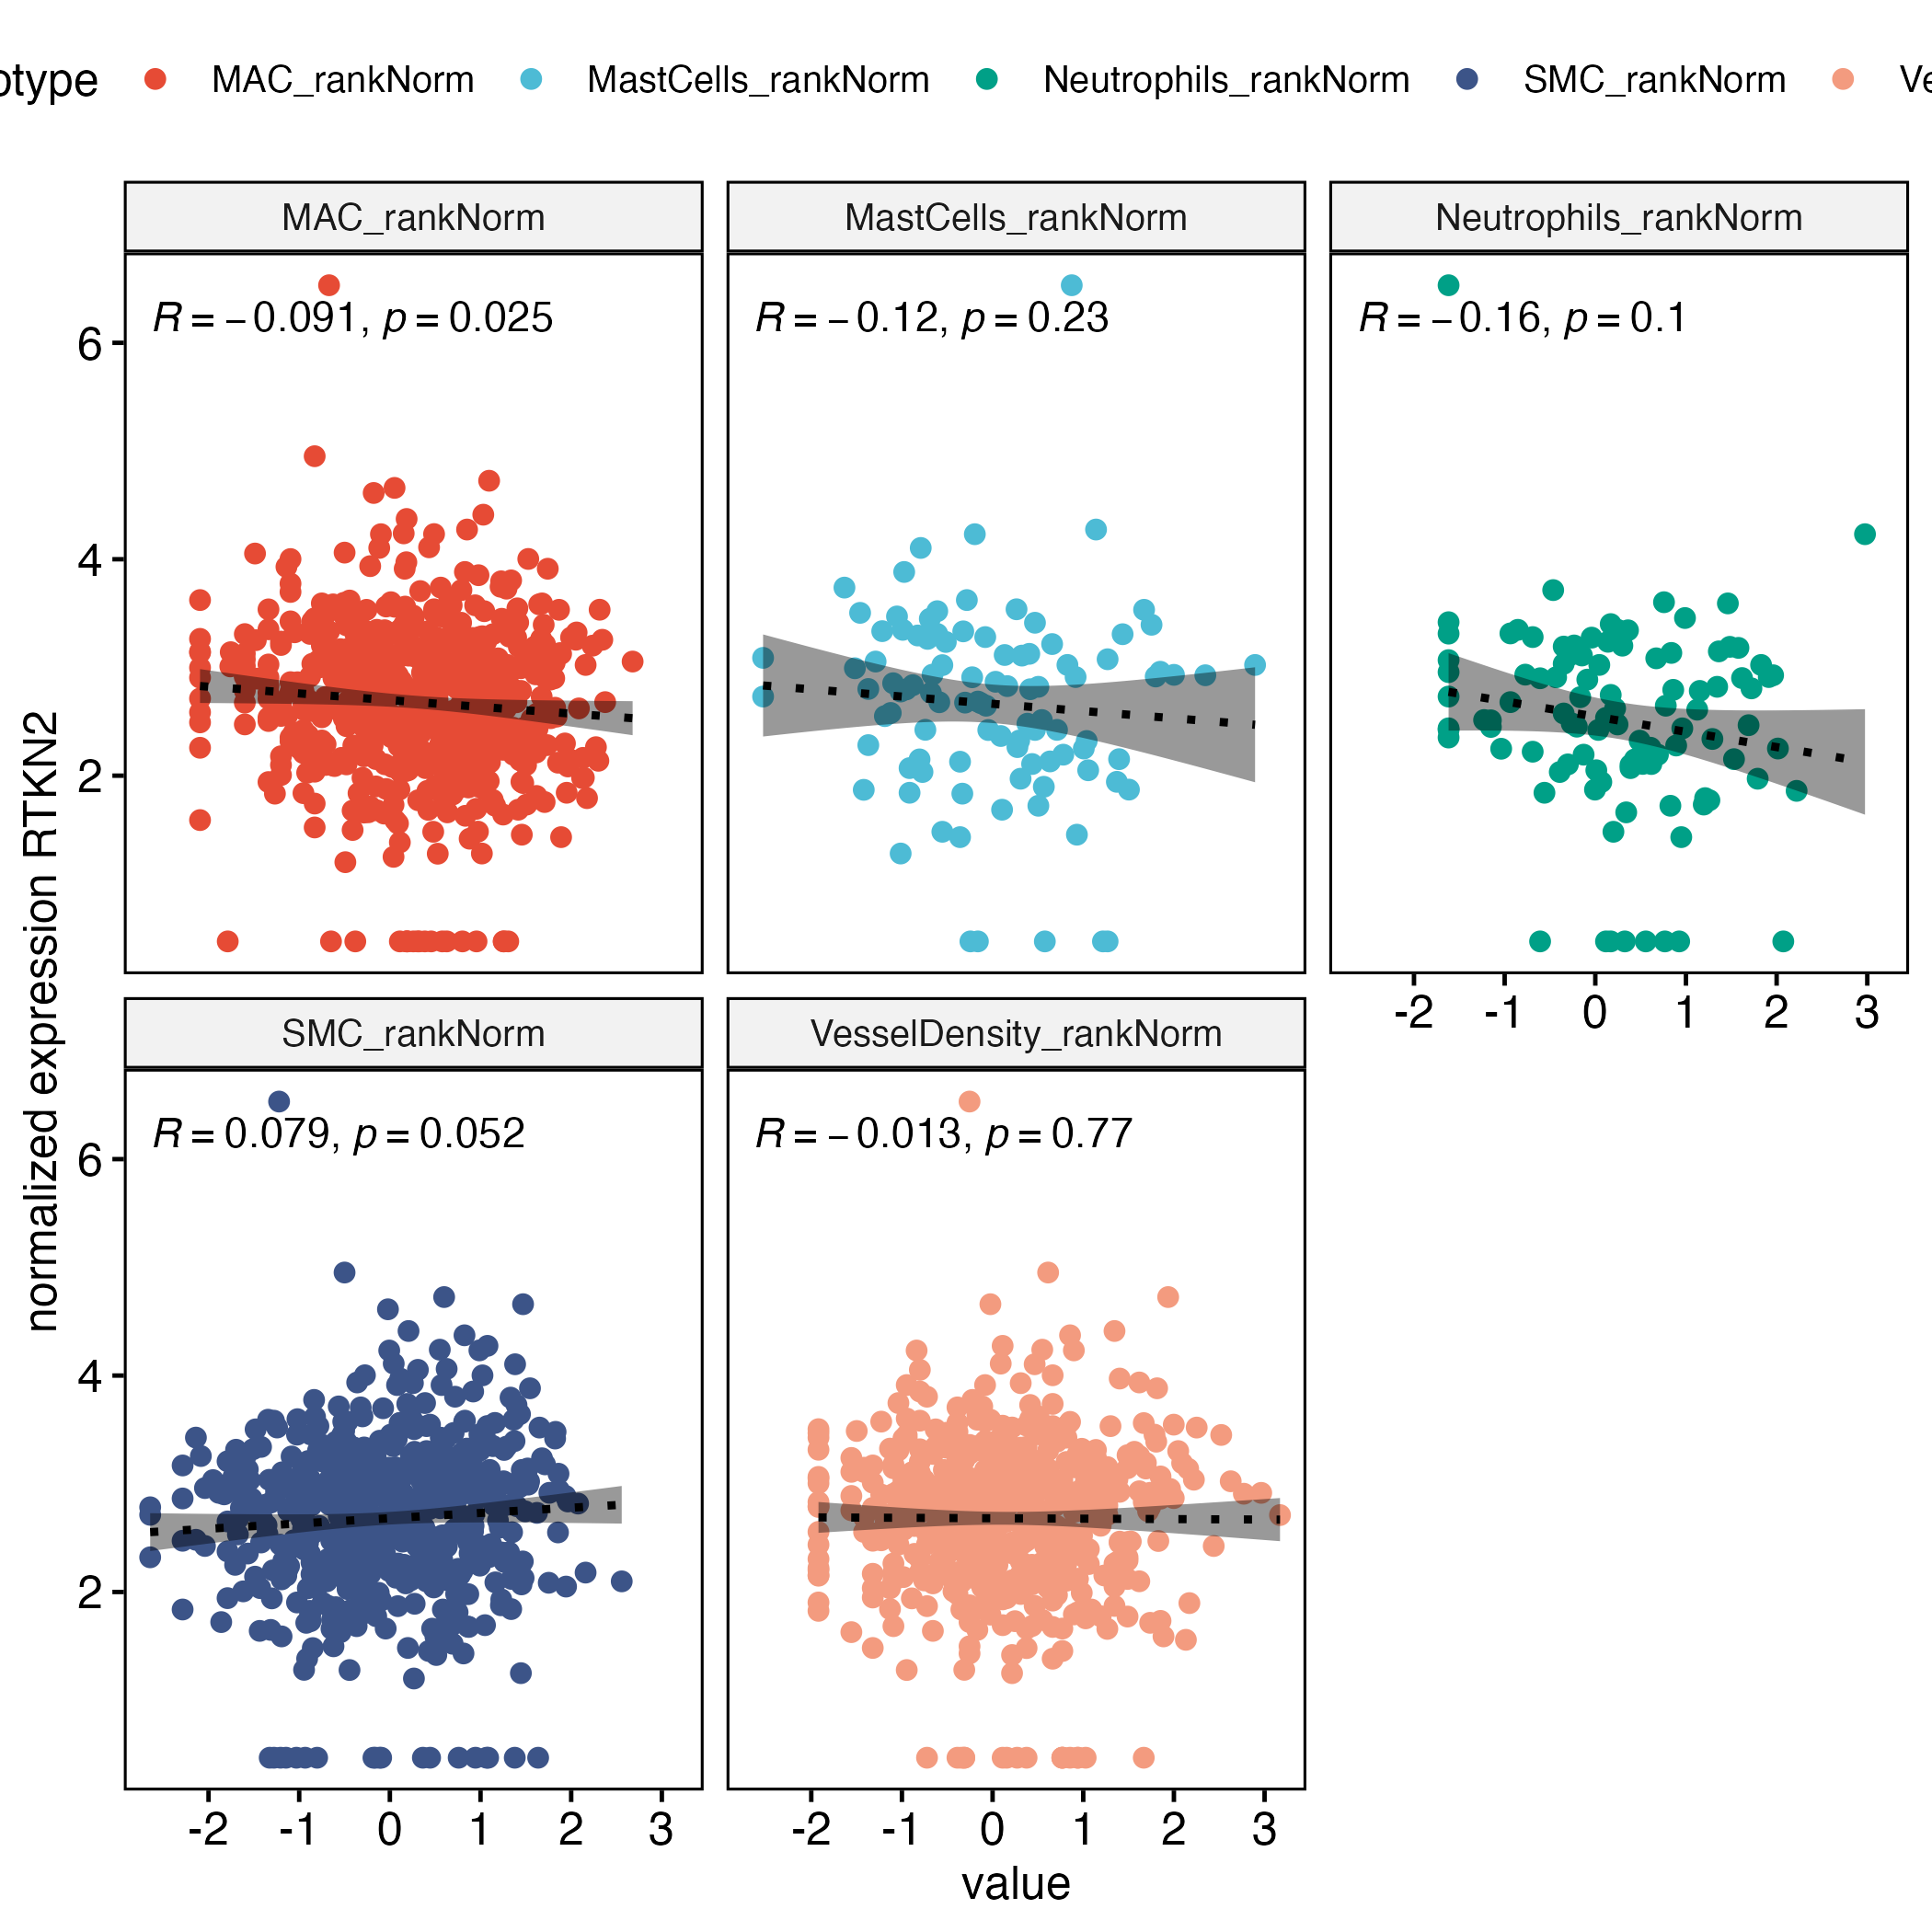 otype MAC_rankNorm MastCells_rankNorm Neutrophils_rankNorm SMC_rankNorm Ve
MAC_rankNorm MastCells_rankNorm Neutrophils_rankNorm
R = −0.091, p = 0.025 R = −0.12, p = 0.23 R = −0.16, p = 0.1
6
4
2
-2 -1 0 1 2 3
SMC_rankNorm VesselDensity_rankNorm
R = 0.079, p = 0.052 R = −0.013, p = 0.77
6
4
2
-2 -1 0 1 2 3 -2 -1 0 1 2 3
value
normalized expression RTKN2